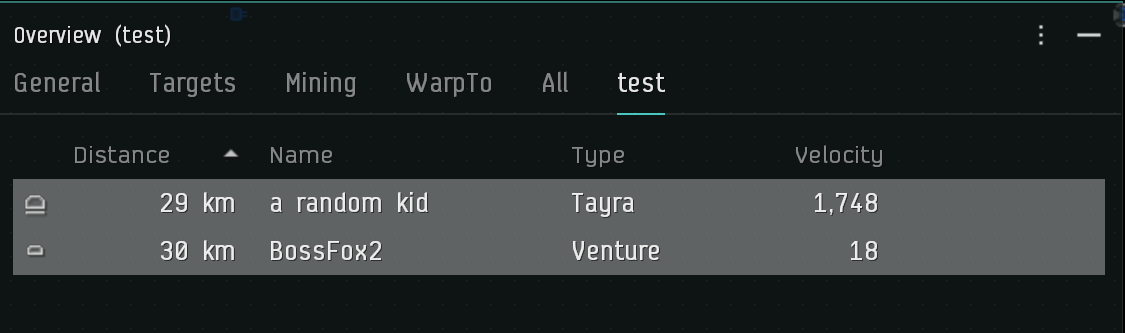 Overview (test)
General Targets Mining WarpTo All test
Distance Name Type Velocity
29 km a random kid Tayra 1,748
30 km BossFox2 Venture 18